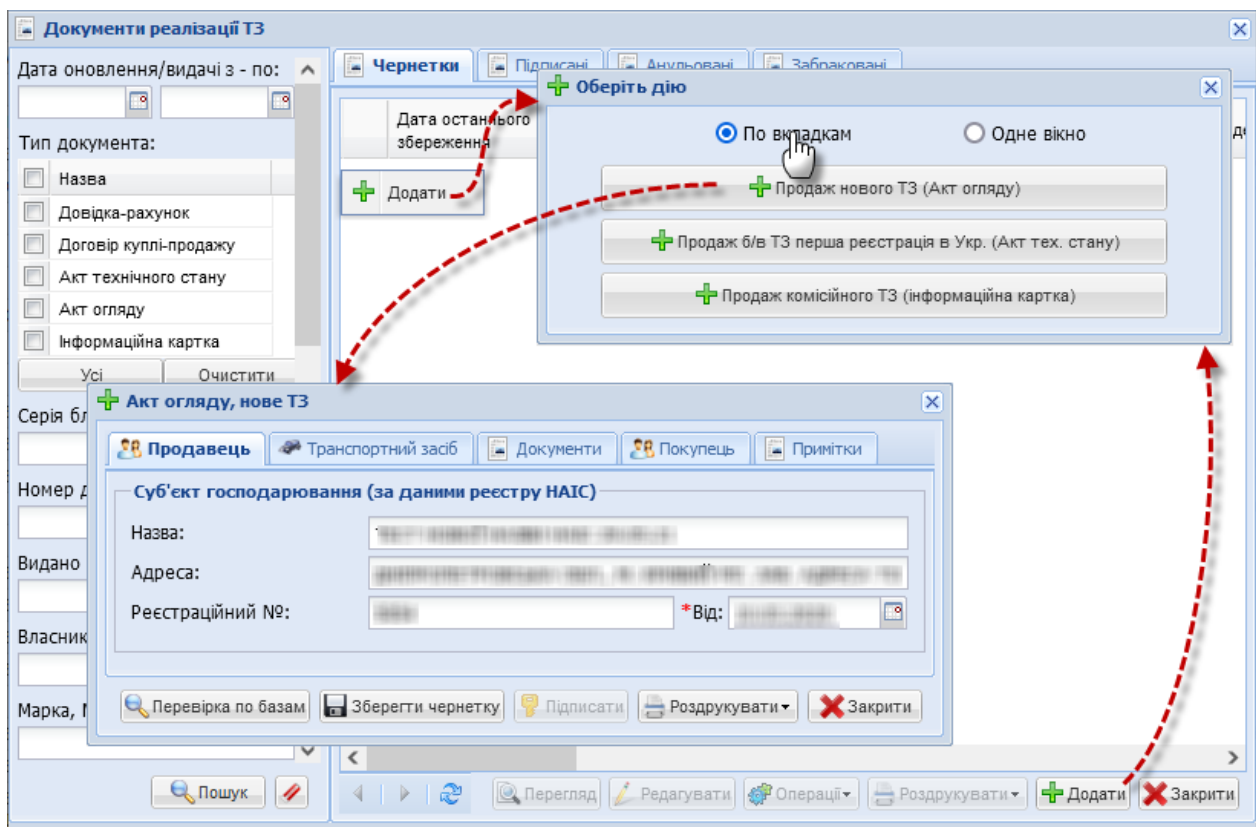 Документи реалізації ТЗ
Дата оновлення/видачі з - по:
Тип документа:
Назва
Довідка-рахунок
Договір куплі-продажу
Акт технічного стану
Акт огляду
Інформаційна картка
Усі Очистити
Серія
Номер
Видано
Власник
Марка,
Пошук
Чернетки Підписані Анульовані Забраковані
Дата останнього
збереження
Додати
Оберіть дію
По вкладкам Одне вікно
Продаж нового ТЗ (Акт огляду)
Продаж б/в ТЗ перша реєстрація в Укр. (Акт тех. стану)
Продаж комісійного ТЗ (інформаційна картка)
Акт огляду, нове ТЗ
Продавець Транспортний засіб Документи Покупець Примітки
Суб'єкт господарювання (за даними реєстру НАІС)
Назва:
Адреса:
Реєстраційний №: *Від:
Перевірка по базам Зберегти чернетку Підписати Роздрукувати Закрити
Перегляд Редагувати Операції Роздрукувати Додати Закрити